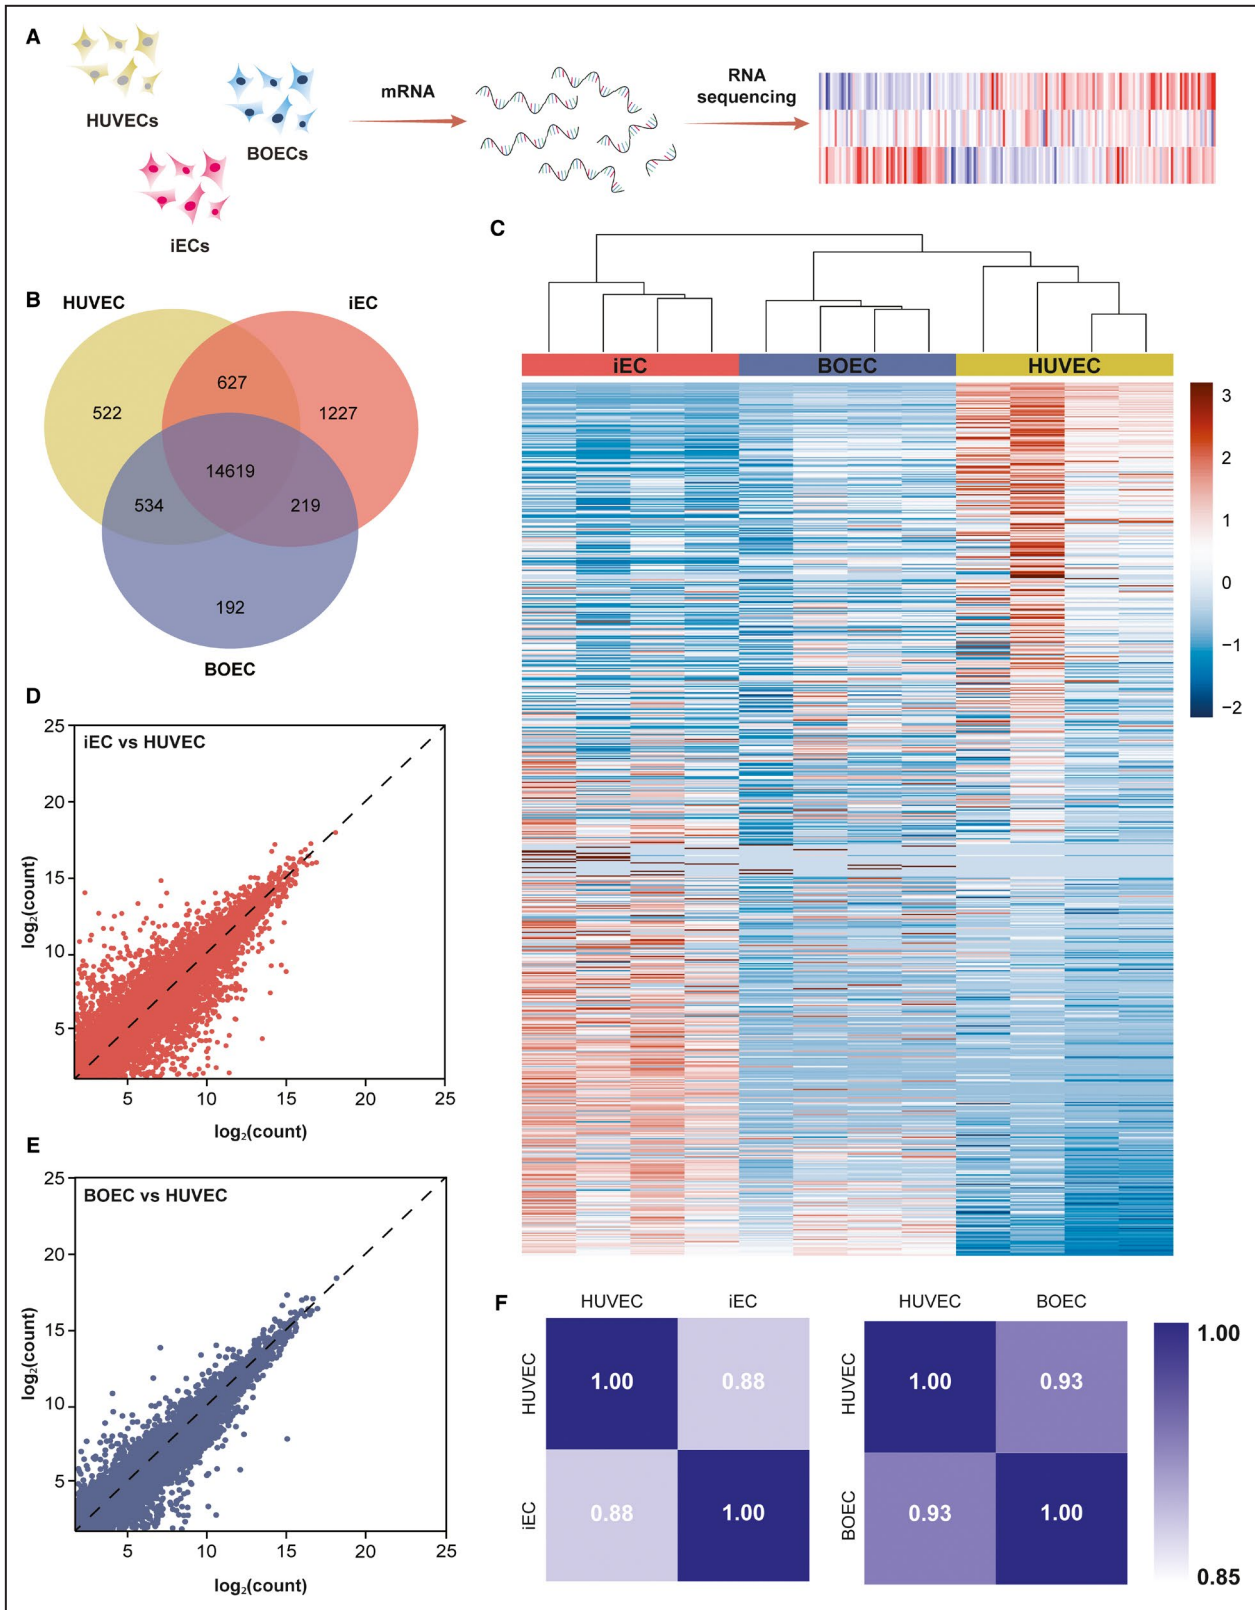 A
HUVECs
BOECs
iECs
mRNA
RNA
sequencing
B
HUVEC
iEC
627
522
1227
14619
534
219
192
BOEC
C
iEC
BOEC
HUVEC
3
2
1
0
−1
−2
D
iEC vs HUVEC
25
20
15
10
5
log₂(count)
5
10
15
20
25
log₂(count)
E
BOEC vs HUVEC
25
20
15
10
5
log₂(count)
5
10
15
20
25
log₂(count)
F
HUVEC
iEC
HUVEC
1.00
0.88
iEC
0.88
1.00
HUVEC
BOEC
HUVEC
1.00
0.93
BOEC
0.93
1.00
1.00
0.85